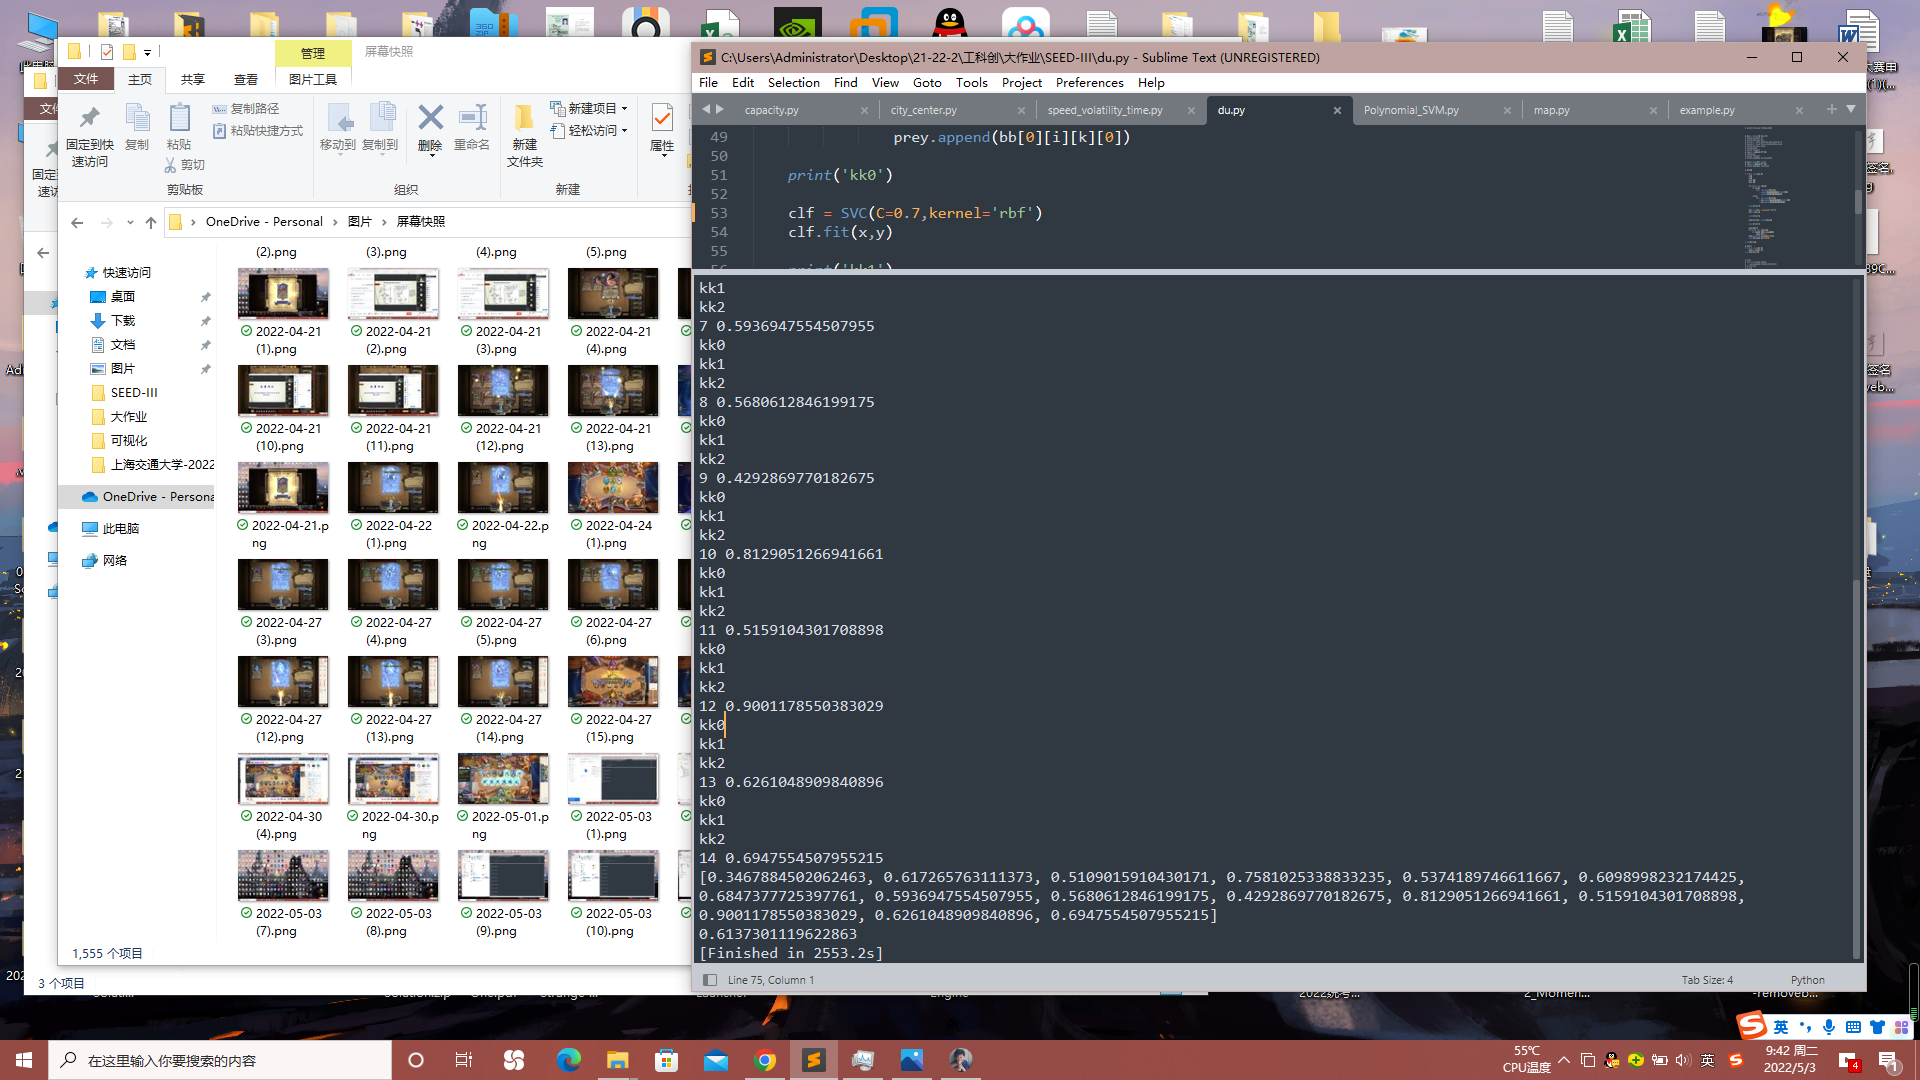 管理
屏幕快照
文件
主页
共享
查看
图片工具
固定到快
速访问
复制
粘贴
复制路径
粘贴快捷方式
剪切
剪贴板
移动到
复制到
删除
重命名
组织
新建
文件夹
新建项目
轻松访问
新建
属性
OneDrive - Personal
图片
屏幕快照
快速访问
桌面
下载
文档
图片
SEED-III
大作业
可视化
上海交通大学-2022
OneDrive - Persona
此电脑
网络
(2).png
(3).png
(4).png
(5).png
2022-04-21
(1).png
2022-04-21
(2).png
2022-04-21
(3).png
2022-04-21
(4).png
2022-04-21
(10).png
2022-04-21
(11).png
2022-04-21
(12).png
2022-04-21
(13).png
2022-04-21.p
ng
2022-04-22
(1).png
2022-04-22.p
ng
2022-04-24
(1).png
2022-04-27
(3).png
2022-04-27
(4).png
2022-04-27
(5).png
2022-04-27
(6).png
2022-04-27
(12).png
2022-04-27
(13).png
2022-04-27
(14).png
2022-04-27
(15).png
2022-04-30
(4).png
2022-04-30.p
ng
2022-05-01.p
ng
2022-05-03
(1).png
2022-05-03
(7).png
2022-05-03
(8).png
2022-05-03
(9).png
2022-05-03
(10).png
1,555 个项目
3 个项目
C:\Users\Administrator\Desktop\21-22-2\工科创\大作业\SEED-III\du.py - Sublime Text (UNREGISTERED)
File Edit Selection Find View Goto Tools Project Preferences Help
capacity.py
city_center.py
speed_volatility_time.py
du.py
Polynomial_SVM.py
map.py
example.py
49 prey.append(bb[0][i][k][0])
50
51 print('kk0')
52
53 clf = SVC(C=0.7,kernel='rbf')
54 clf.fit(x,y)
55
56 print('kk1')
kk1
kk2
7 0.5936947554507955
kk0
kk1
kk2
8 0.5680612846199175
kk0
kk1
kk2
9 0.4292869770182675
kk0
kk1
kk2
10 0.8129051266941661
kk0
kk1
kk2
11 0.5159104301708898
kk0
kk1
kk2
12 0.9001178550383029
kk0
kk1
kk2
13 0.6261048909840896
kk0
kk1
kk2
14 0.6947554507955215
[0.3467884502062463, 0.617265763111373, 0.5109015910430171, 0.7581025338833235, 0.5374189746611667, 0.6098998232174425,
0.6847377725397761, 0.5936947554507955, 0.5680612846199175, 0.4292869770182675, 0.8129051266941661, 0.5159104301708898,
0.9001178550383029, 0.6261048909840896, 0.6947554507955215]
0.6137301119622863
[Finished in 2553.2s]
Line 75, Column 1
Tab Size: 4
Python
英
在这里输入你要搜索的内容
55℃
CPU温度
英
9:42 周二
2022/5/3
4
1